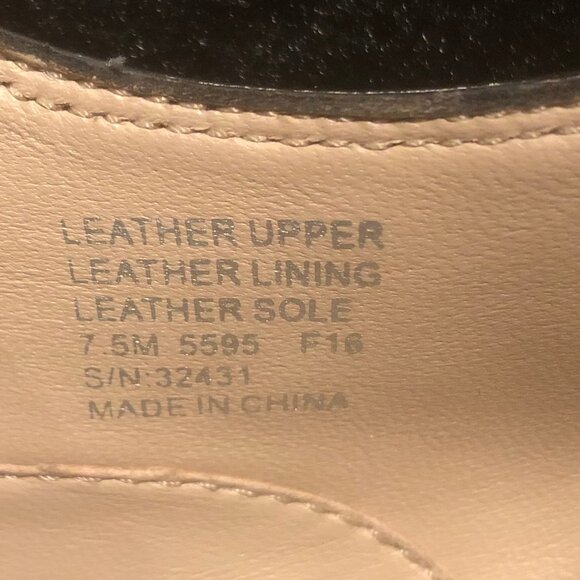 LEATHER UPPER
LEATHER LINING
LEATHER SOLE
7.5M 5595 F16
S/N:32431
MADE IN CHINA